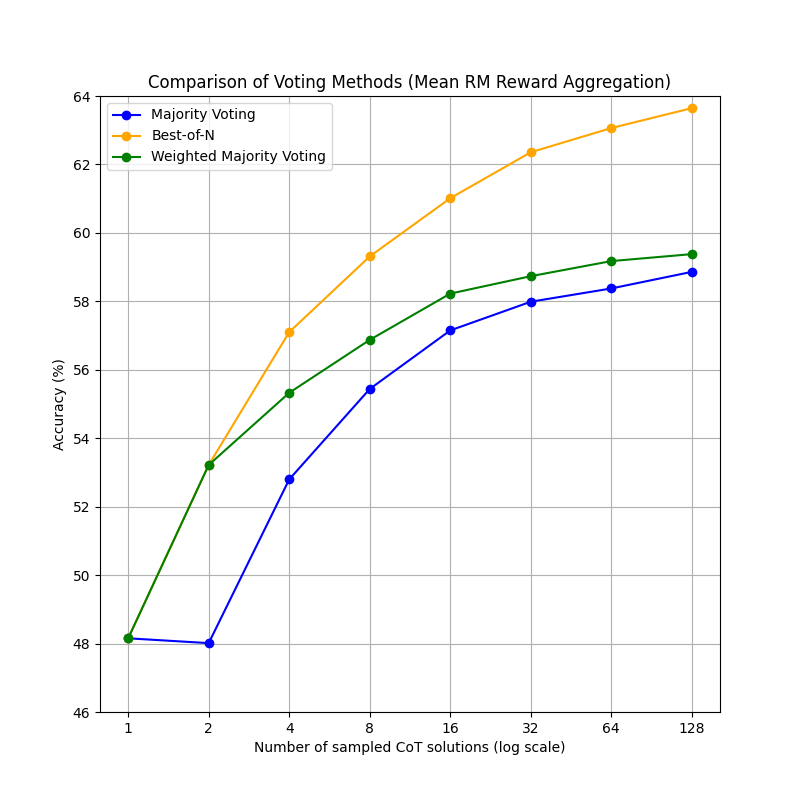 Comparison of Voting Methods (Mean RM Reward Aggregation)
Majority Voting
Best-of-N
Weighted Majority Voting
64
62
60
58
56
54
52
50
48
46
Accuracy (%)
1 2 4 8 16 32 64 128
Number of sampled CoT solutions (log scale)